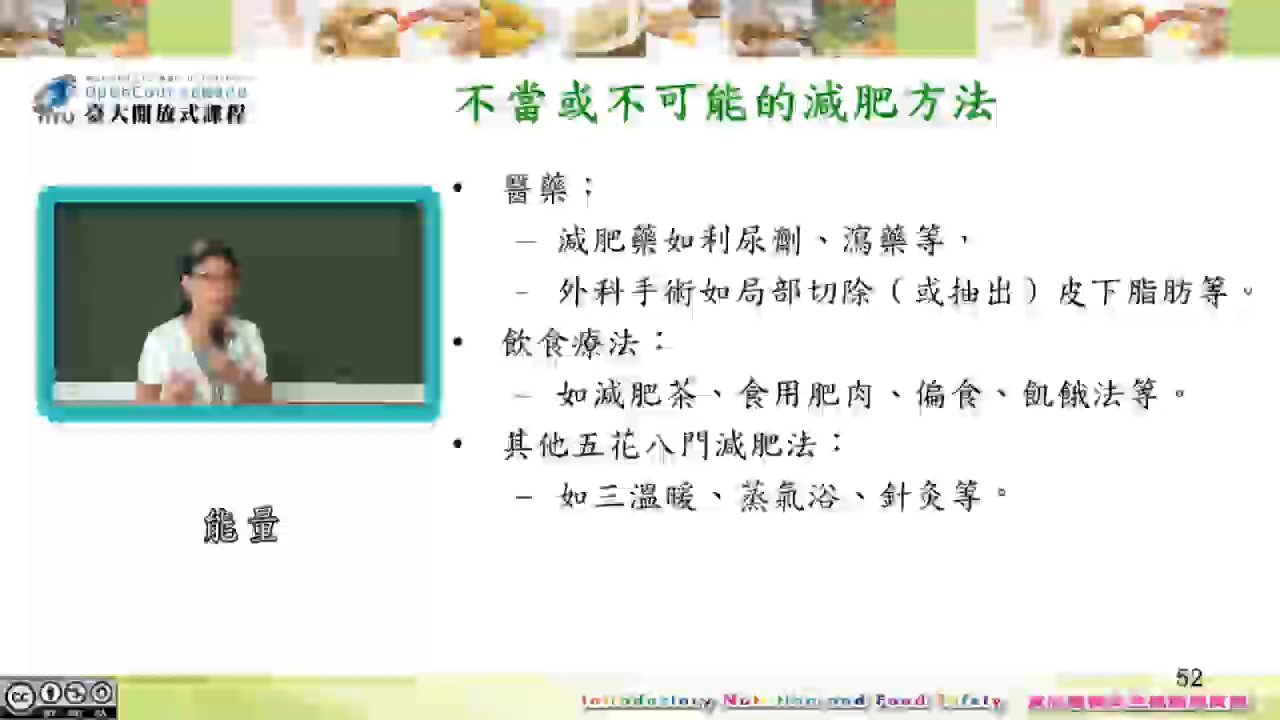 OpenCourseWare
臺大開放式課程
不當或不可能的減肥方法
• 醫藥；
– 減肥藥如利尿劑、瀉藥等，
– 外科手術如局部切除（或抽出）皮下脂肪等。
• 飲食療法：
– 如減肥茶、食用肥肉、偏食、飢餓法等。
• 其他五花八門減肥法：
– 如三溫暖、蒸氣浴、針灸等。
能量
52
Introductory Nutrition and Food Safety